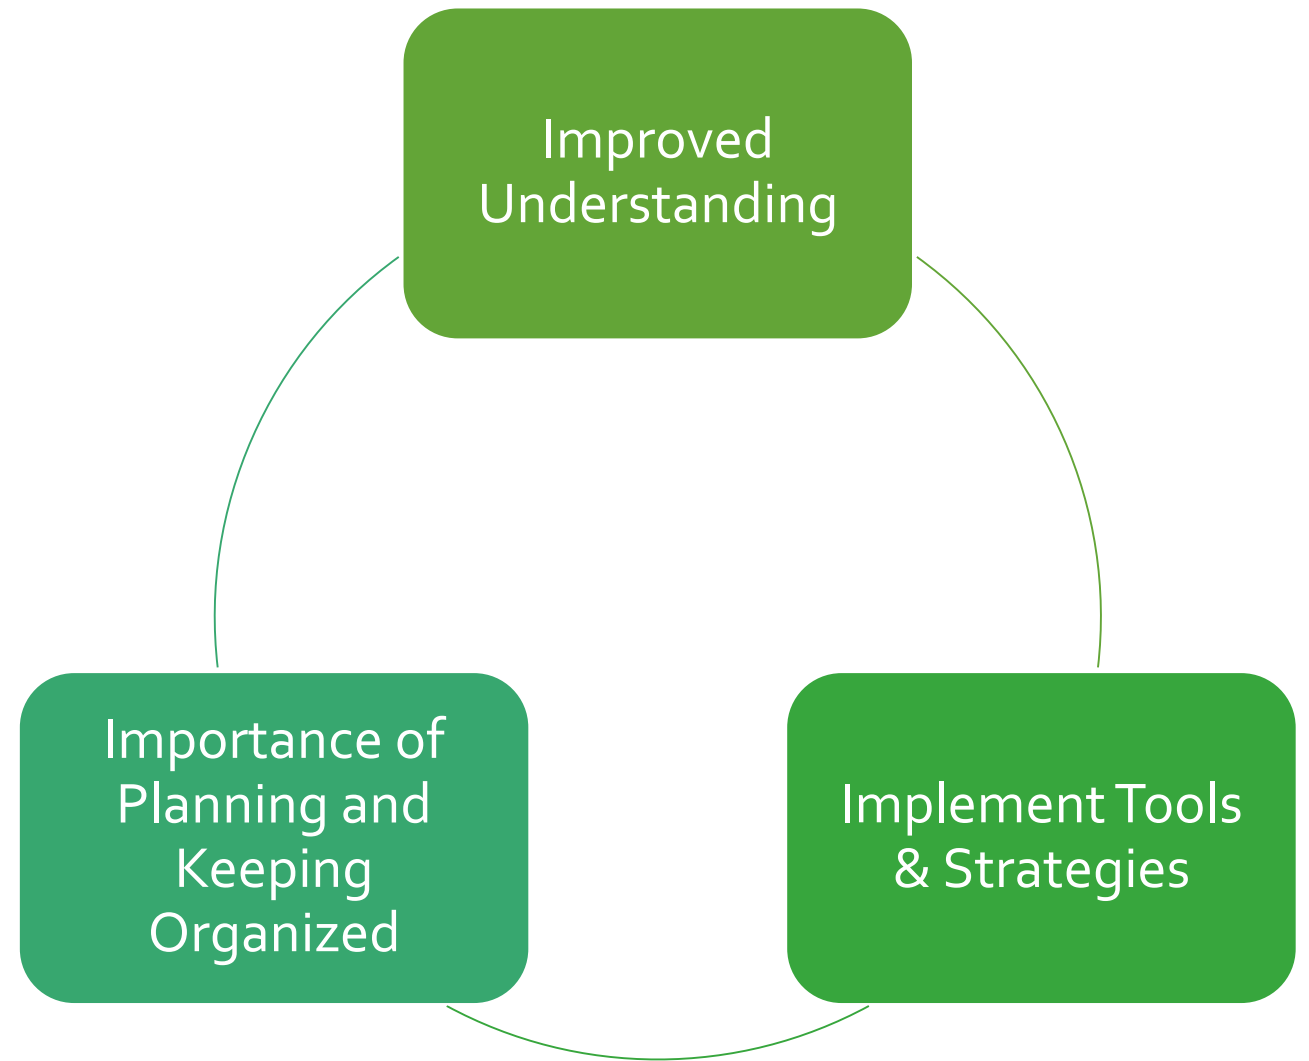 Improved
Understanding
Implement Tools
& Strategies
Importance of
Planning and
Keeping
Organized